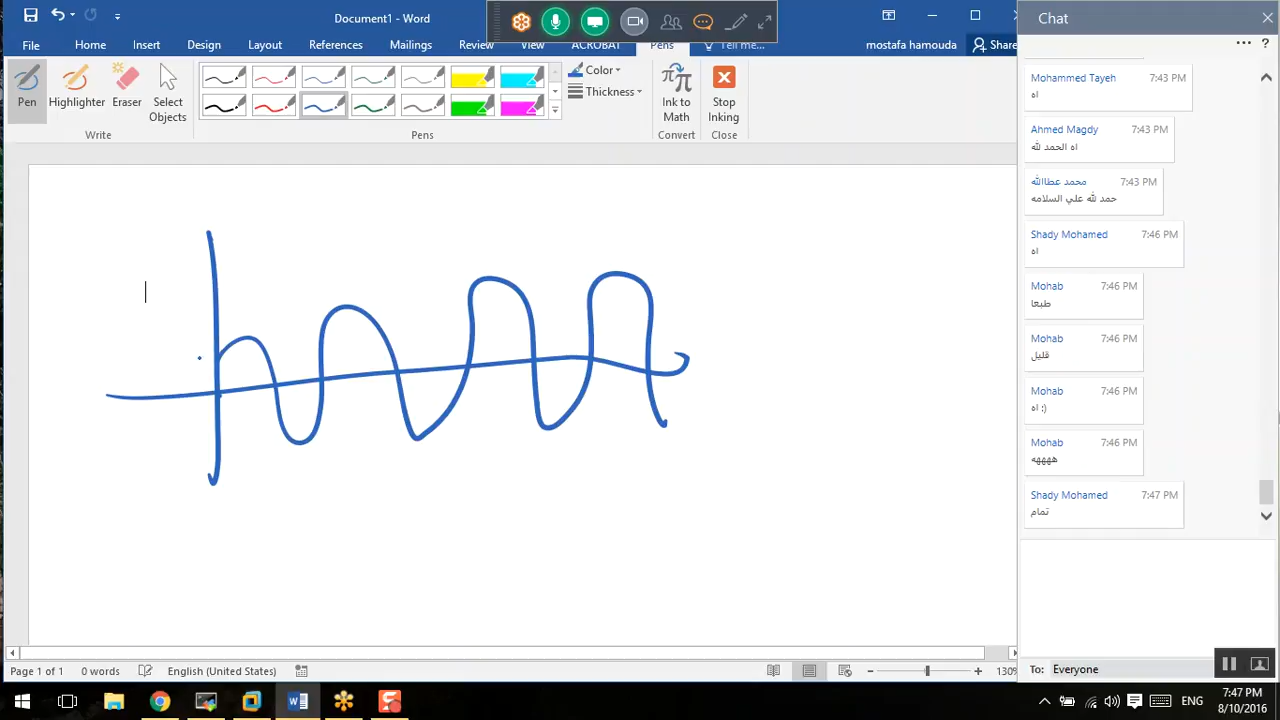 Document1 - Word
File
Home
Insert
Design
Layout
References
Mailings
Review
View
ACROBAT
Pens
Tell me...
mostafa hamouda
Share
Pen
Highlighter
Eraser
Select Objects
Color
Thickness
Ink to Math
Stop Inking
Write
Pens
Convert
Close
Chat
Mohammed Tayeh 7:43 PM
اه
Ahmed Magdy 7:43 PM
اه الحمد لله
محمد عطاالله 7:43 PM
حمد لله علي السلامه
Shady Mohamed 7:46 PM
اه
Mohab 7:46 PM
طبعا
Mohab 7:46 PM
قليل
Mohab 7:46 PM
اه :)
Mohab 7:46 PM
هههههه
Shady Mohamed 7:47 PM
تمام
To: Everyone
Page 1 of 1
0 words
English (United States)
130%
ENG
7:47 PM
8/10/2016